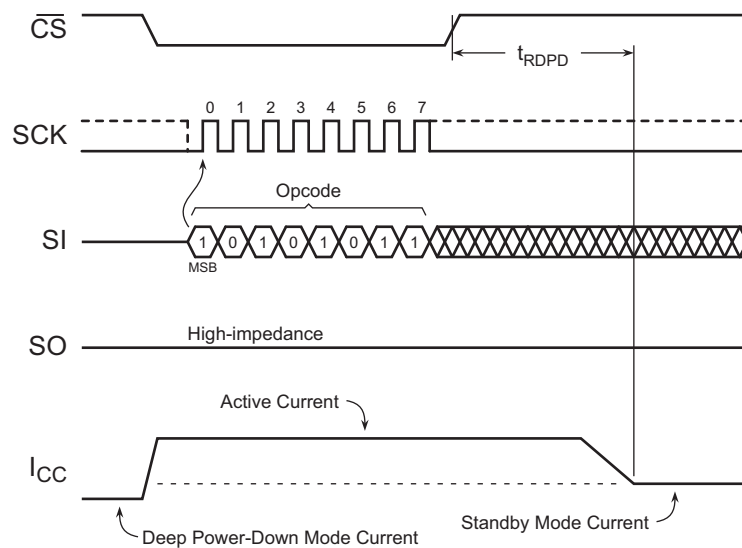 CS
tRDPD
0 1 2 3 4 5 6 7
SCK
Opcode
SI
1 0 1 0 1 0 1 1
MSB
High-impedance
SO
Active Current
ICC
Standby Mode Current
Deep Power-Down Mode Current